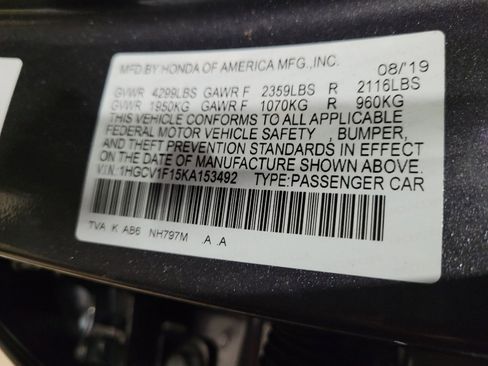 MFD.BY HONDA OF AMERICA MFG.,INC. 08/'19
GVWR 4299LBS GAWR F 2359LBS R 2116LBS
GVWR 1950KG GAWR F 1070KG R 960KG
THIS VEHICLE CONFORMS TO ALL APPLICABLE
FEDERAL MOTOR VEHICLE SAFETY , BUMPER,
AND THEFT PREVENTION STANDARDS IN EFFECT
ON THE DATE OF MANUFACTURE SHOWN ABOVE.
V.I.N.:1HGCV1F15KA153492 TYPE:PASSENGER CAR
TVA K AB6 NH797M A A